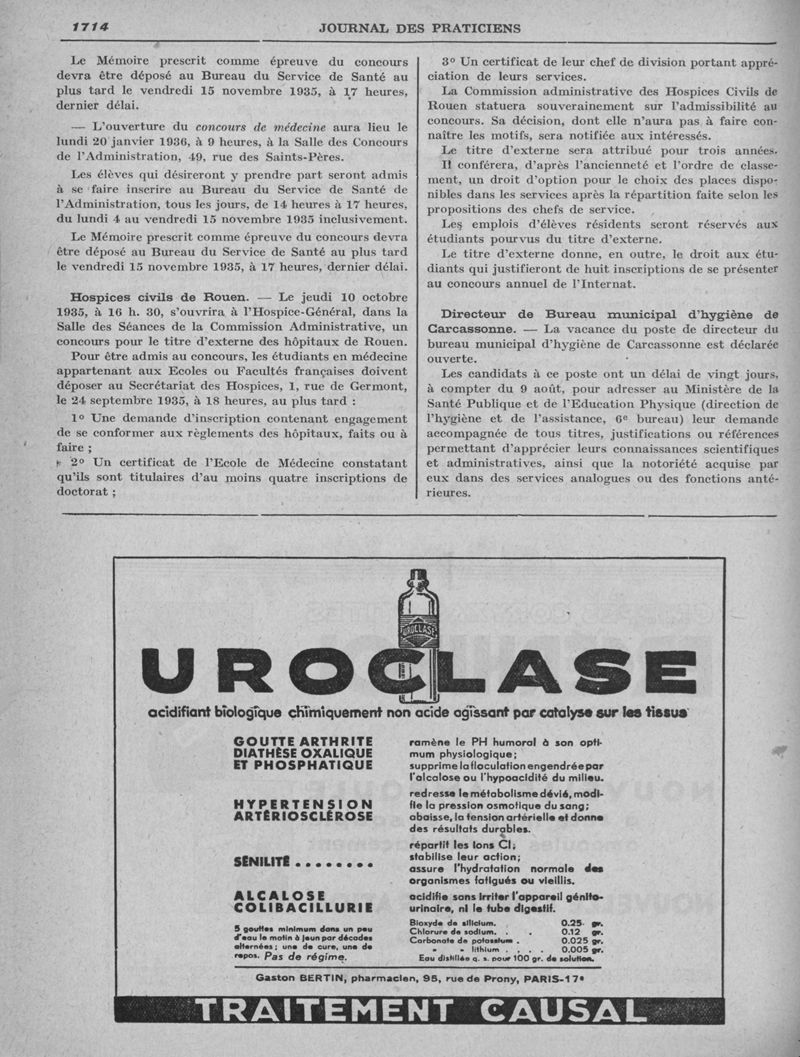 1714
JOURNAL DES PRATICIENS
Le Mémoire prescrit comme épreuve du concours
devra être déposé au Bureau du Service de Santé au
plus tard le vendredi 15 novembre 1935, à 17 heures,
dernier délai.
— L'ouverture du concours de médecine aura lieu le
lundi 20 janvier 1936, à 9 heures, à la Salle des Concours
de l'Administration, 49, rue des Saints-Pères.
Les élèves qui désireront y prendre part seront admis
à se faire inscrire au Bureau du Service de Santé de
l'Administration, tous les jours, de 14 heures à 17 heures,
du lundi 4 au vendredi 15 novembre 1935 inclusivement.
Le Mémoire prescrit comme épreuve du concours devra
être déposé au Bureau du Service de Santé au plus tard
le vendredi 15 novembre 1935, à 17 heures, dernier délai.
Hospices civils de Rouen. — Le jeudi 10 octobre
1935, à 16 h. 30, s'ouvrira à l'Hospice-Général, dans la
Salle des Séances de la Commission Administrative, un
concours pour le titre d'externe des hôpitaux de Rouen.
Pour être admis au concours, les étudiants en médecine
appartenant aux Ecoles ou Facultés françaises doivent
déposer au Secrétariat des Hospices, 1, rue de Germont,
le 24 septembre 1935, à 18 heures, au plus tard :
1º Une demande d'inscription contenant engagement
de se conformer aux règlements des hôpitaux, faits ou à
faire ;
2º Un certificat de l'Ecole de Médecine constatant
qu'ils sont titulaires d'au moins quatre inscriptions de
doctorat ;
3º Un certificat de leur chef de division portant appré-
ciation de leurs services.
La Commission administrative des Hospices Civils de
Rouen statuera souverainement sur l'admissibilité au
concours. Sa décision, dont elle n'aura pas à faire con-
naître les motifs, sera notifiée aux intéressés.
Le titre d'externe sera attribué pour trois années.
Il conférera, d'après l'ancienneté et l'ordre de classe-
ment, un droit d'option pour le choix des places dispo-
nibles dans les services après la répartition faite selon les
propositions des chefs de service.
Les emplois d'élèves résidents seront réservés aux
étudiants pourvus du titre d'externe.
Le titre d'externe donne, en outre, le droit aux étu-
diants qui justifieront de huit inscriptions de se présenter
au concours annuel de l'Internat.
Directeur de Bureau municipal d'hygiène de
Carcassonne. — La vacance du poste de directeur du
bureau municipal d'hygiène de Carcassonne est déclarée
ouverte.
Les candidats à ce poste ont un délai de vingt jours,
à compter du 9 août, pour adresser au Ministère de la
Santé Publique et de l'Education Physique (direction de
l'hygiène et de l'assistance, 6e bureau) leur demande
accompagnée de tous titres, justifications ou références
permettant d'apprécier leurs connaissances scientifiques
et administratives, ainsi que la notoriété acquise par
eux dans des services analogues ou des fonctions anté-
rieures.
UROCLASE
UROCLASE
acidifiant biologique chimiquement non acide agissant par catalyse sur les tissus
GOUTTE ARTHRITE
DIATHÈSE OXALIQUE
ET PHOSPHATIQUE
ramène le PH humoral à son opti-
mum physiologique;
supprime la floculation engendrée par
l'alcalose ou l'hypoacidité du milieu.
HYPERTENSION
ARTÉRIOSCLÉROSE
redresse le métabolisme dévié, modi-
fie la pression osmotique du sang;
abaisse, la tension artérielle et donne
des résultats durables.
SÉNILITÉ ........
répartit les ions Cl;
stabilise leur action;
assure l'hydratation normale des
organismes fatigués ou vieillis.
ALCALOSE
COLIBACILLURIE
acidifie sans irriter l'appareil génito-
urinaire, ni le tube digestif.
5 gouttes minimum dans un peu
d'eau le matin à jeun par décades
alternées; une de cure, une de
repos. Pas de régime.
Bioxyde de silicium. . 0.25 gr.
Chlorure de sodium. . . 0.12 gr.
Carbonate de potassium . 0.025 gr.
— — lithium . . . . 0.005 gr.
Eau distillée q. s. pour 100 gr. de solution.
Gaston BERTIN, pharmacien, 95, rue de Prony, PARIS-17e
TRAITEMENT CAUSAL